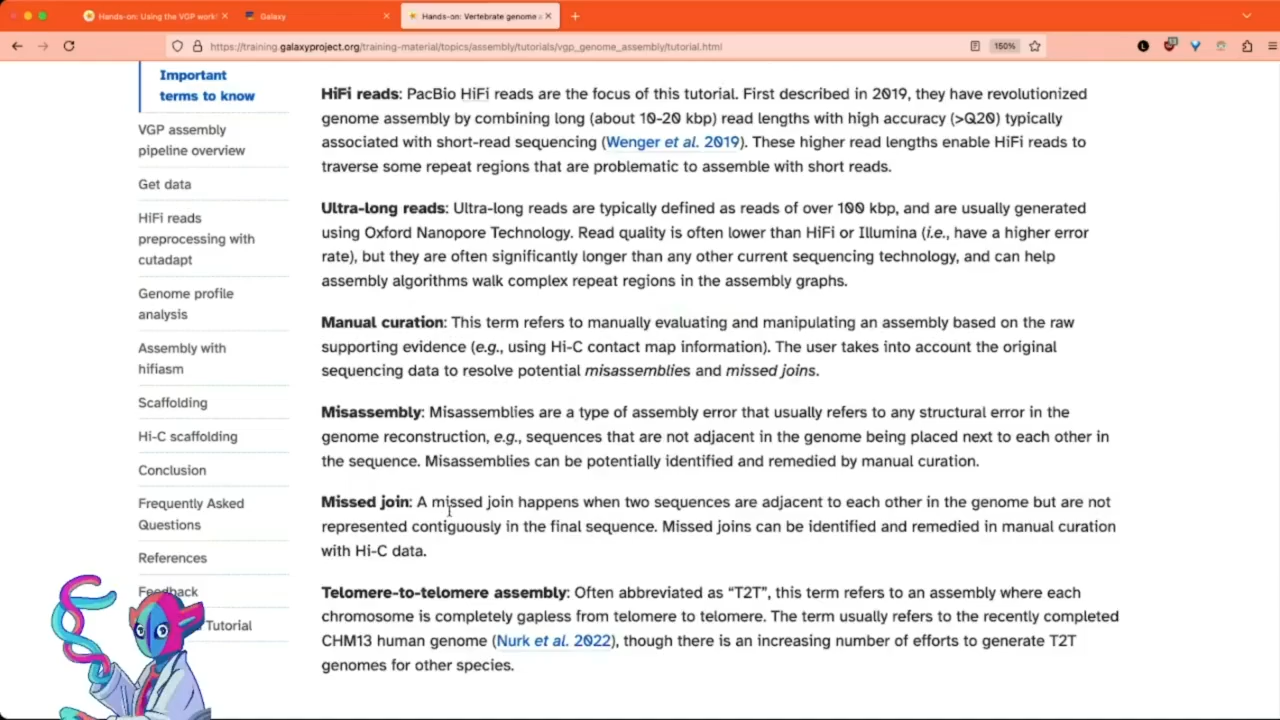 Hands-on: Using the VGP work
Galaxy
Hands-on: Vertebrate genome a
https://training.galaxyproject.org/training-material/topics/assembly/tutorials/vgp_genome_assembly/tutorial.html
150%
Important
terms to know
VGP assembly
pipeline overview
Get data
HiFi reads
preprocessing with
cutadapt
Genome profile
analysis
Assembly with
hifiasm
Scaffolding
Hi-C scaffolding
Conclusion
Frequently Asked
Questions
References
Feedback
Tutorial
HiFi reads: PacBio HiFi reads are the focus of this tutorial. First described in 2019, they have revolutionized
genome assembly by combining long (about 10-20 kbp) read lengths with high accuracy (>Q20) typically
associated with short-read sequencing (Wenger et al. 2019). These higher read lengths enable HiFi reads to
traverse some repeat regions that are problematic to assemble with short reads.
Ultra-long reads: Ultra-long reads are typically defined as reads of over 100 kbp, and are usually generated
using Oxford Nanopore Technology. Read quality is often lower than HiFi or Illumina (i.e., have a higher error
rate), but they are often significantly longer than any other current sequencing technology, and can help
assembly algorithms walk complex repeat regions in the assembly graphs.
Manual curation: This term refers to manually evaluating and manipulating an assembly based on the raw
supporting evidence (e.g., using Hi-C contact map information). The user takes into account the original
sequencing data to resolve potential misassemblies and missed joins.
Misassembly: Misassemblies are a type of assembly error that usually refers to any structural error in the
genome reconstruction, e.g., sequences that are not adjacent in the genome being placed next to each other in
the sequence. Misassemblies can be potentially identified and remedied by manual curation.
Missed join: A missed join happens when two sequences are adjacent to each other in the genome but are not
represented contiguously in the final sequence. Missed joins can be identified and remedied in manual curation
with Hi-C data.
Telomere-to-telomere assembly: Often abbreviated as “T2T”, this term refers to an assembly where each
chromosome is completely gapless from telomere to telomere. The term usually refers to the recently completed
CHM13 human genome (Nurk et al. 2022), though there is an increasing number of efforts to generate T2T
genomes for other species.